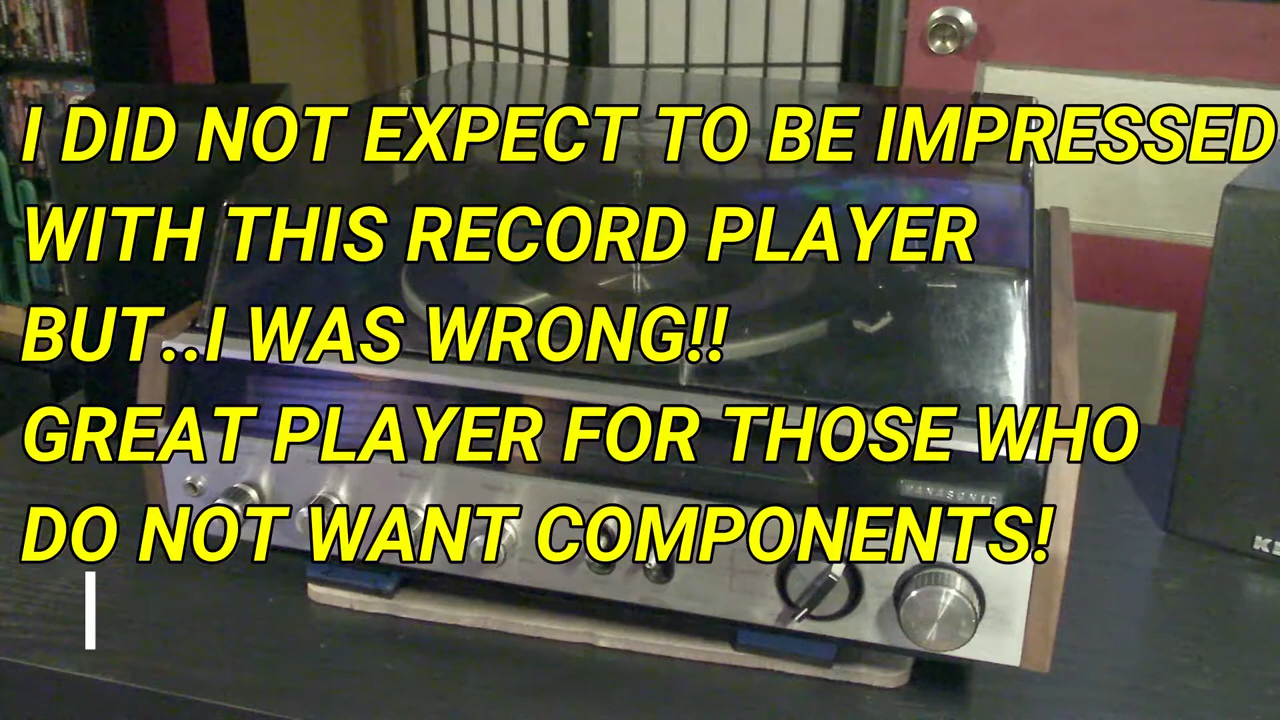 I DID NOT EXPECT TO BE IMPRESSED
WITH THIS RECORD PLAYER
BUT..I WAS WRONG!!
GREAT PLAYER FOR THOSE WHO
DO NOT WANT COMPONENTS!
PANASONIC